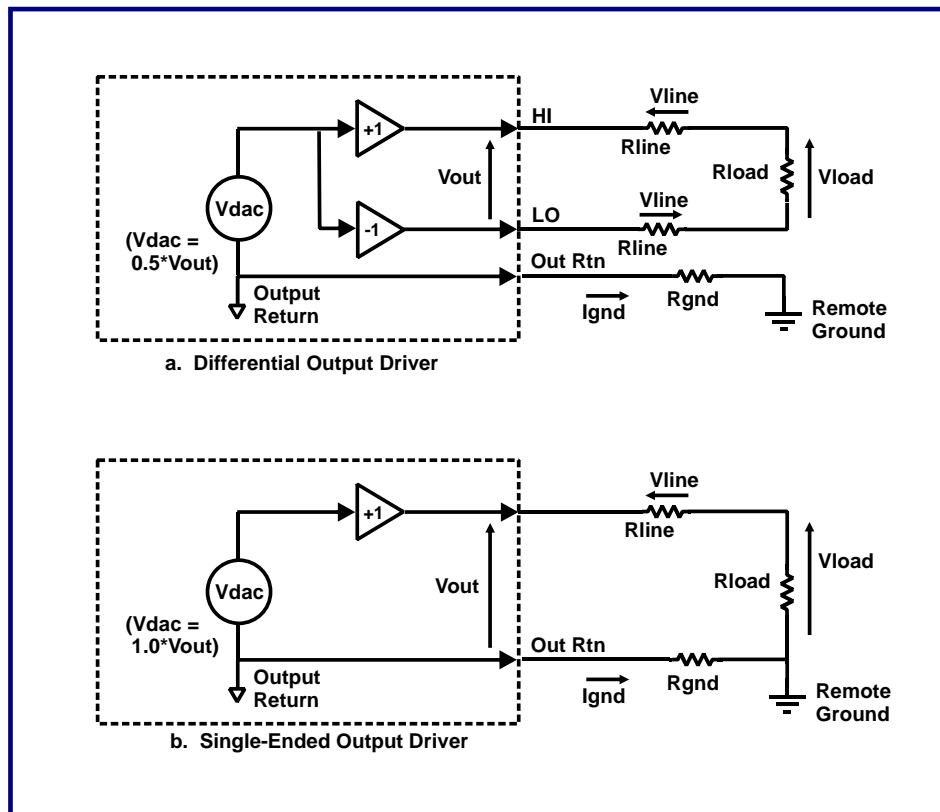 Vline
+1
HI
Rline
Rload
Vload
Vout
Vdac
Vline
-1
LO
(Vdac =
0.5*Vout)
Rline
Out Rtn
Output
Return
Ignd
Rgnd
Remote
Ground
a. Differential Output Driver
Vline
+1
Rline
Vload
Rload
Vout
Vdac
(Vdac =
1.0*Vout)
Out Rtn
Output
Return
Ignd
Rgnd
Remote
Ground
b. Single-Ended Output Driver